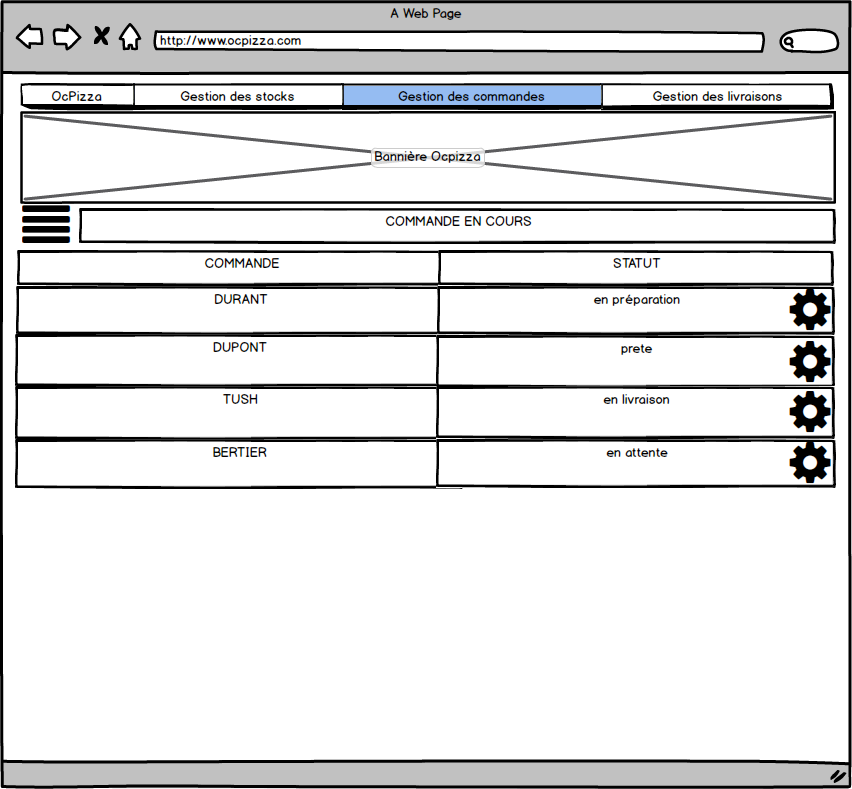 A Web Page
http://www.ocpizza.com
OcPizza Gestion des stocks Gestion des commandes Gestion des livraisons
Bannière Ocpizza
COMMANDE EN COURS
COMMANDE STATUT
DURANT en préparation
DUPONT prete
TUSH en livraison
BERTIER en attente